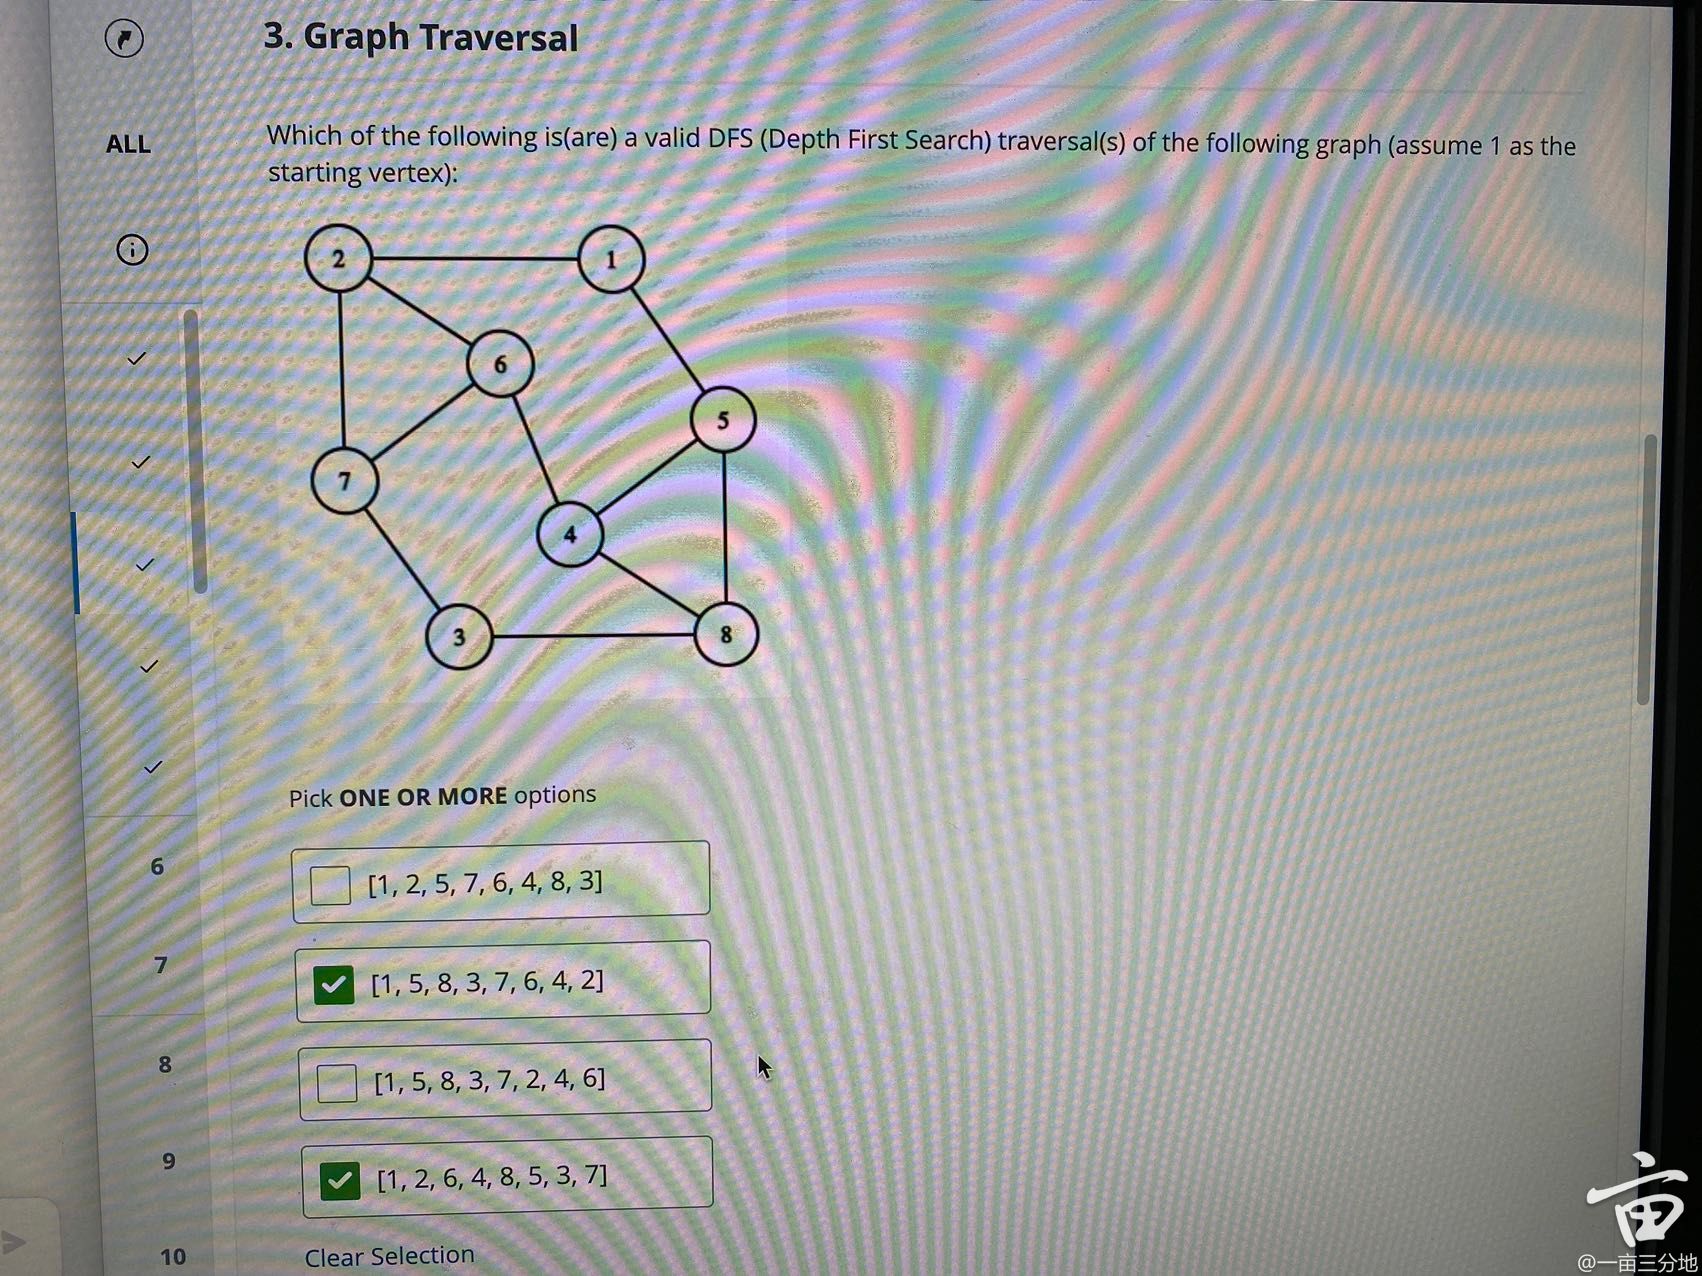 3. Graph Traversal
ALL
Which of the following is(are) a valid DFS (Depth First Search) traversal(s) of the following graph (assume 1 as the
starting vertex):
2
1
6
5
7
4
3
8
Pick ONE OR MORE options
6
[1, 2, 5, 7, 6, 4, 8, 3]
7
[1, 5, 8, 3, 7, 6, 4, 2]
8
[1, 5, 8, 3, 7, 2, 4, 6]
9
[1, 2, 6, 4, 8, 5, 3, 7]
10
Clear Selection
亩
@一亩三分地